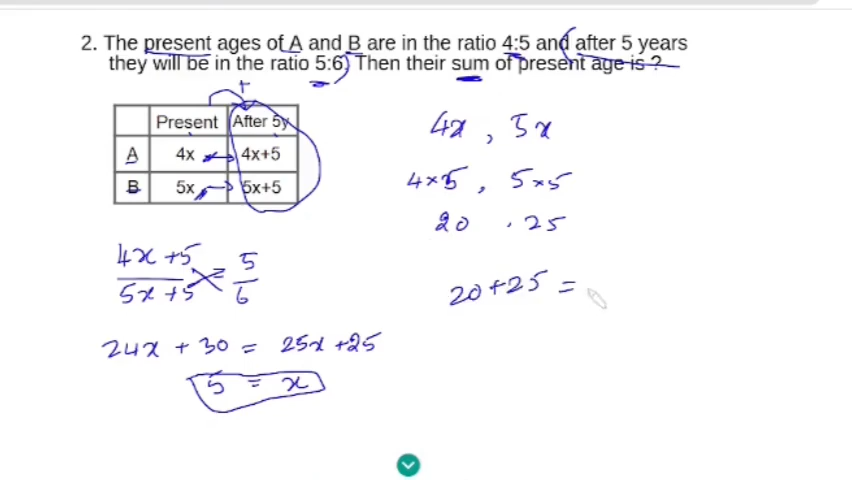 2. The present ages of A and B are in the ratio 4:5 and after 5 years
they will be in the ratio 5:6. Then their sum of present age is ?
+
Present After 5y
A 4x 4x+5
B 5x 5x+5
4x , 5x
4×5 , 5×5
20 , 25
4x +5 / 5x +5 = 5 / 6
20+25 =
24x + 30 = 25x +25
5 = x